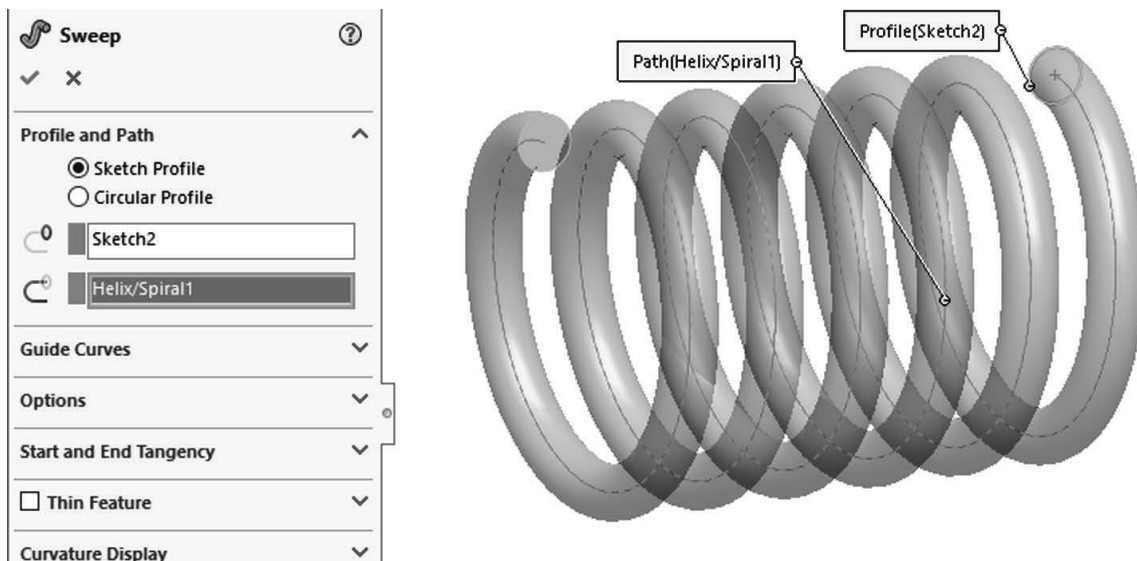 Sweep
Profile and Path
Sketch Profile
Circular Profile
Sketch2
Helix/Spiral1
Guide Curves
Options
Start and End Tangency
Thin Feature
Curvature Display
Path(Helix/Spiral1)
Profile(Sketch2)